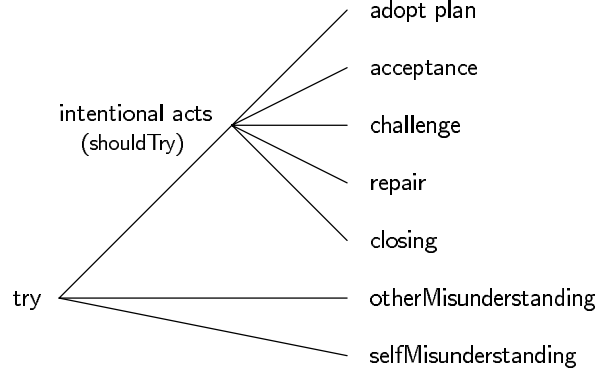 adopt plan
acceptance
intentional acts
(shouldTry)
challenge
repair
closing
try
otherMisunderstanding
selfMisunderstanding